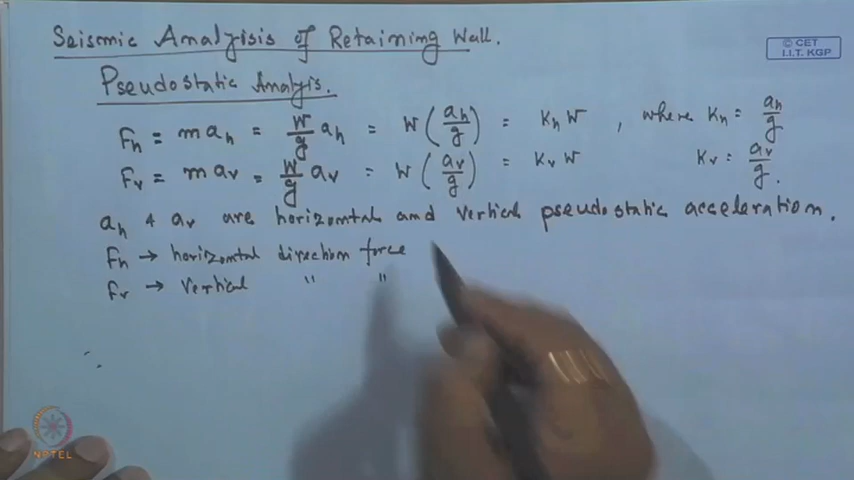 Seismic Analysis of Retaining Wall.
© CET
I.I.T. KGP
Pseudostatic Analysis.
Fh = m ah = W/g ah = W (ah/g) = Kh W , where Kh = ah/g
Fv = m av = W/g av = W (av/g) = Kv W Kv = av/g .
ah & av are horizontal and vertical pseudostatic acceleration.
Fh → horizontal direction force
Fv → vertical " "
NPTEL